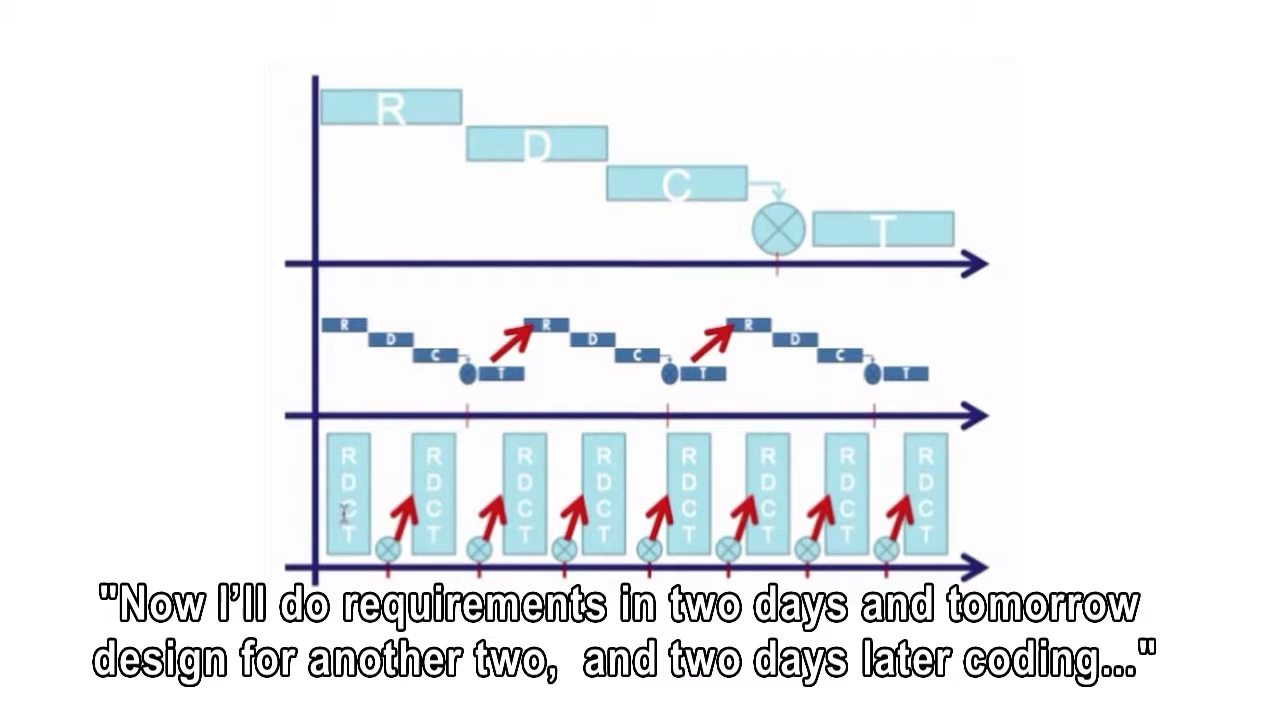 R
D
C
T
R D C T R D C T R D C T
R R R R R R R R
D D D D D D D D
C C C C C C C C
T T T T T T T T
"Now I’ll do requirements in two days and tomorrow
design for another two, and two days later coding..."